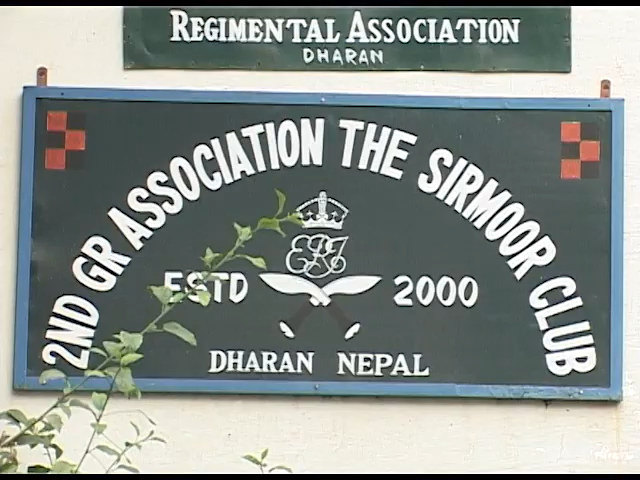 REGIMENTAL ASSOCIATION
DHARAN
2ND GR ASSOCIATION THE SIRMOOR CLUB
ESTD 2000
DHARAN NEPAL